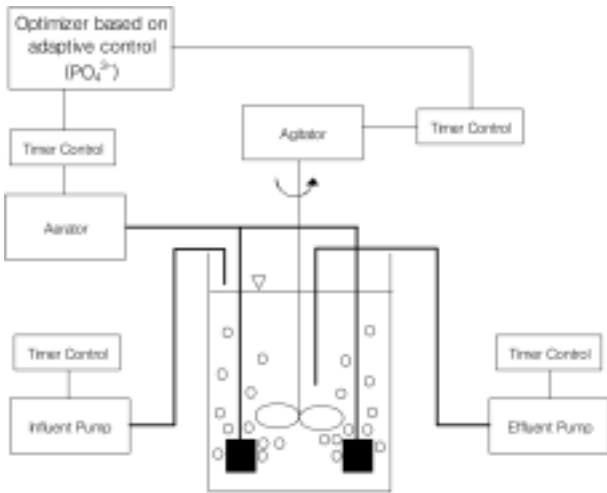 Optimizer based on
adaptive control
(PO₄³⁻)
Timer Control
Agitator
Timer Control
Aerator
Timer Control
Influent Pump
Timer Control
Effluent Pump